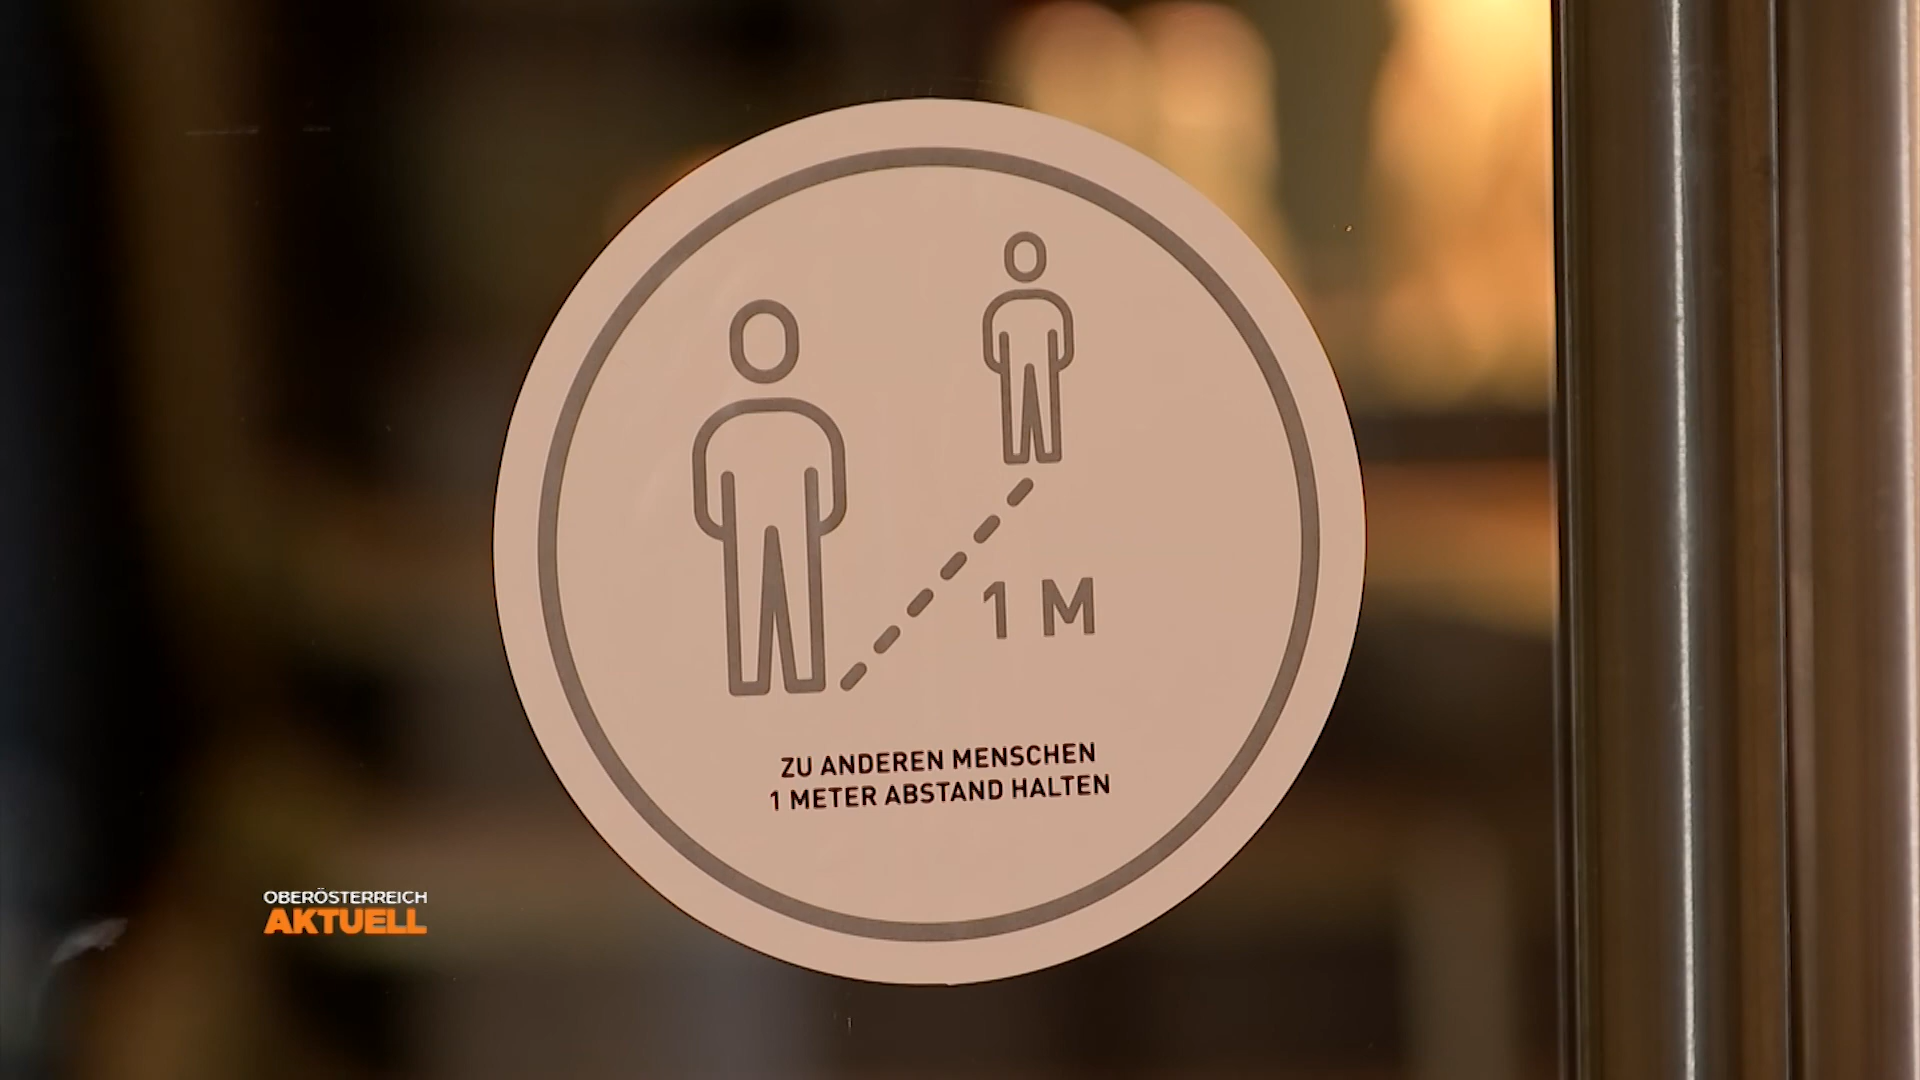 1 M
ZU ANDEREN MENSCHEN
1 METER ABSTAND HALTEN
OBERÖSTERREICH
AKTUELL